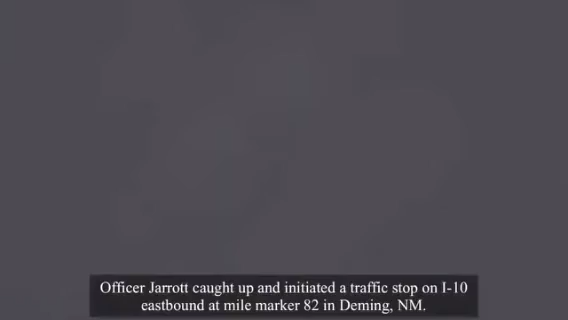 Officer Jarrott caught up and initiated a traffic stop on I-10
eastbound at mile marker 82 in Deming, NM.